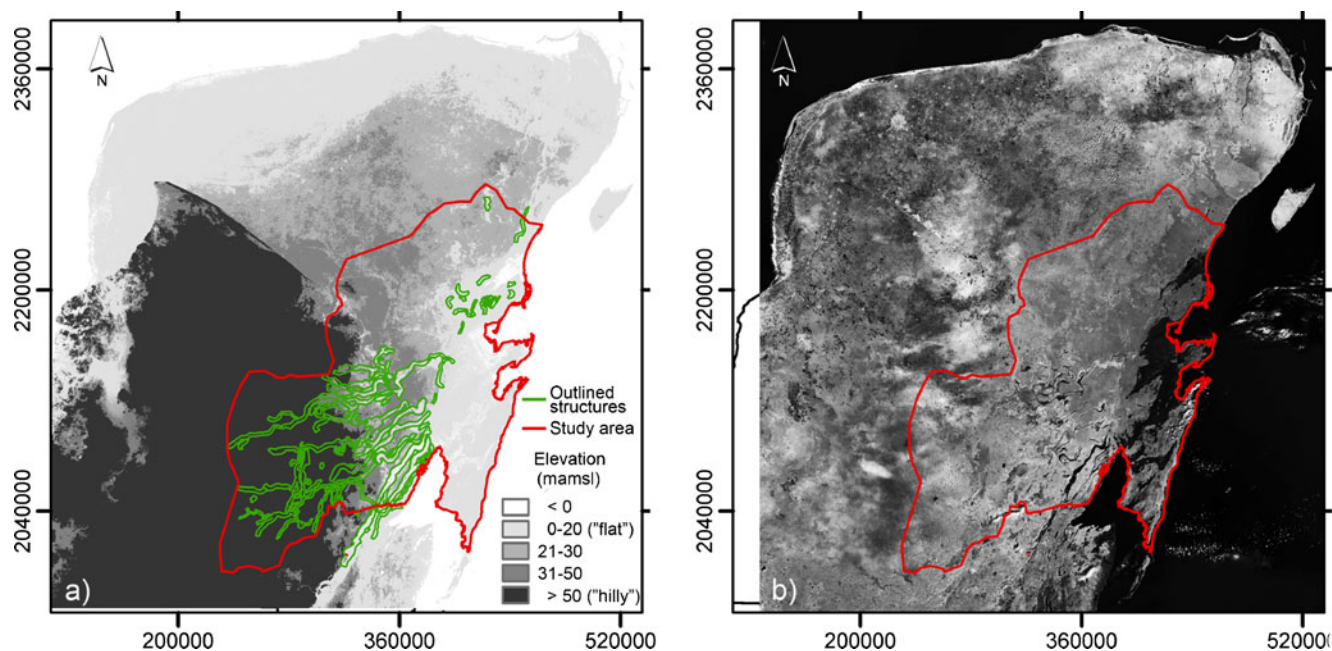 N
2360000
2200000
2040000
Outlined
structures
Study area
Elevation
(mamsl)
< 0
0-20 ("flat")
21-30
31-50
> 50 ("hilly")
a)
200000
360000
520000
N
2360000
2200000
2040000
b)
200000
360000
520000